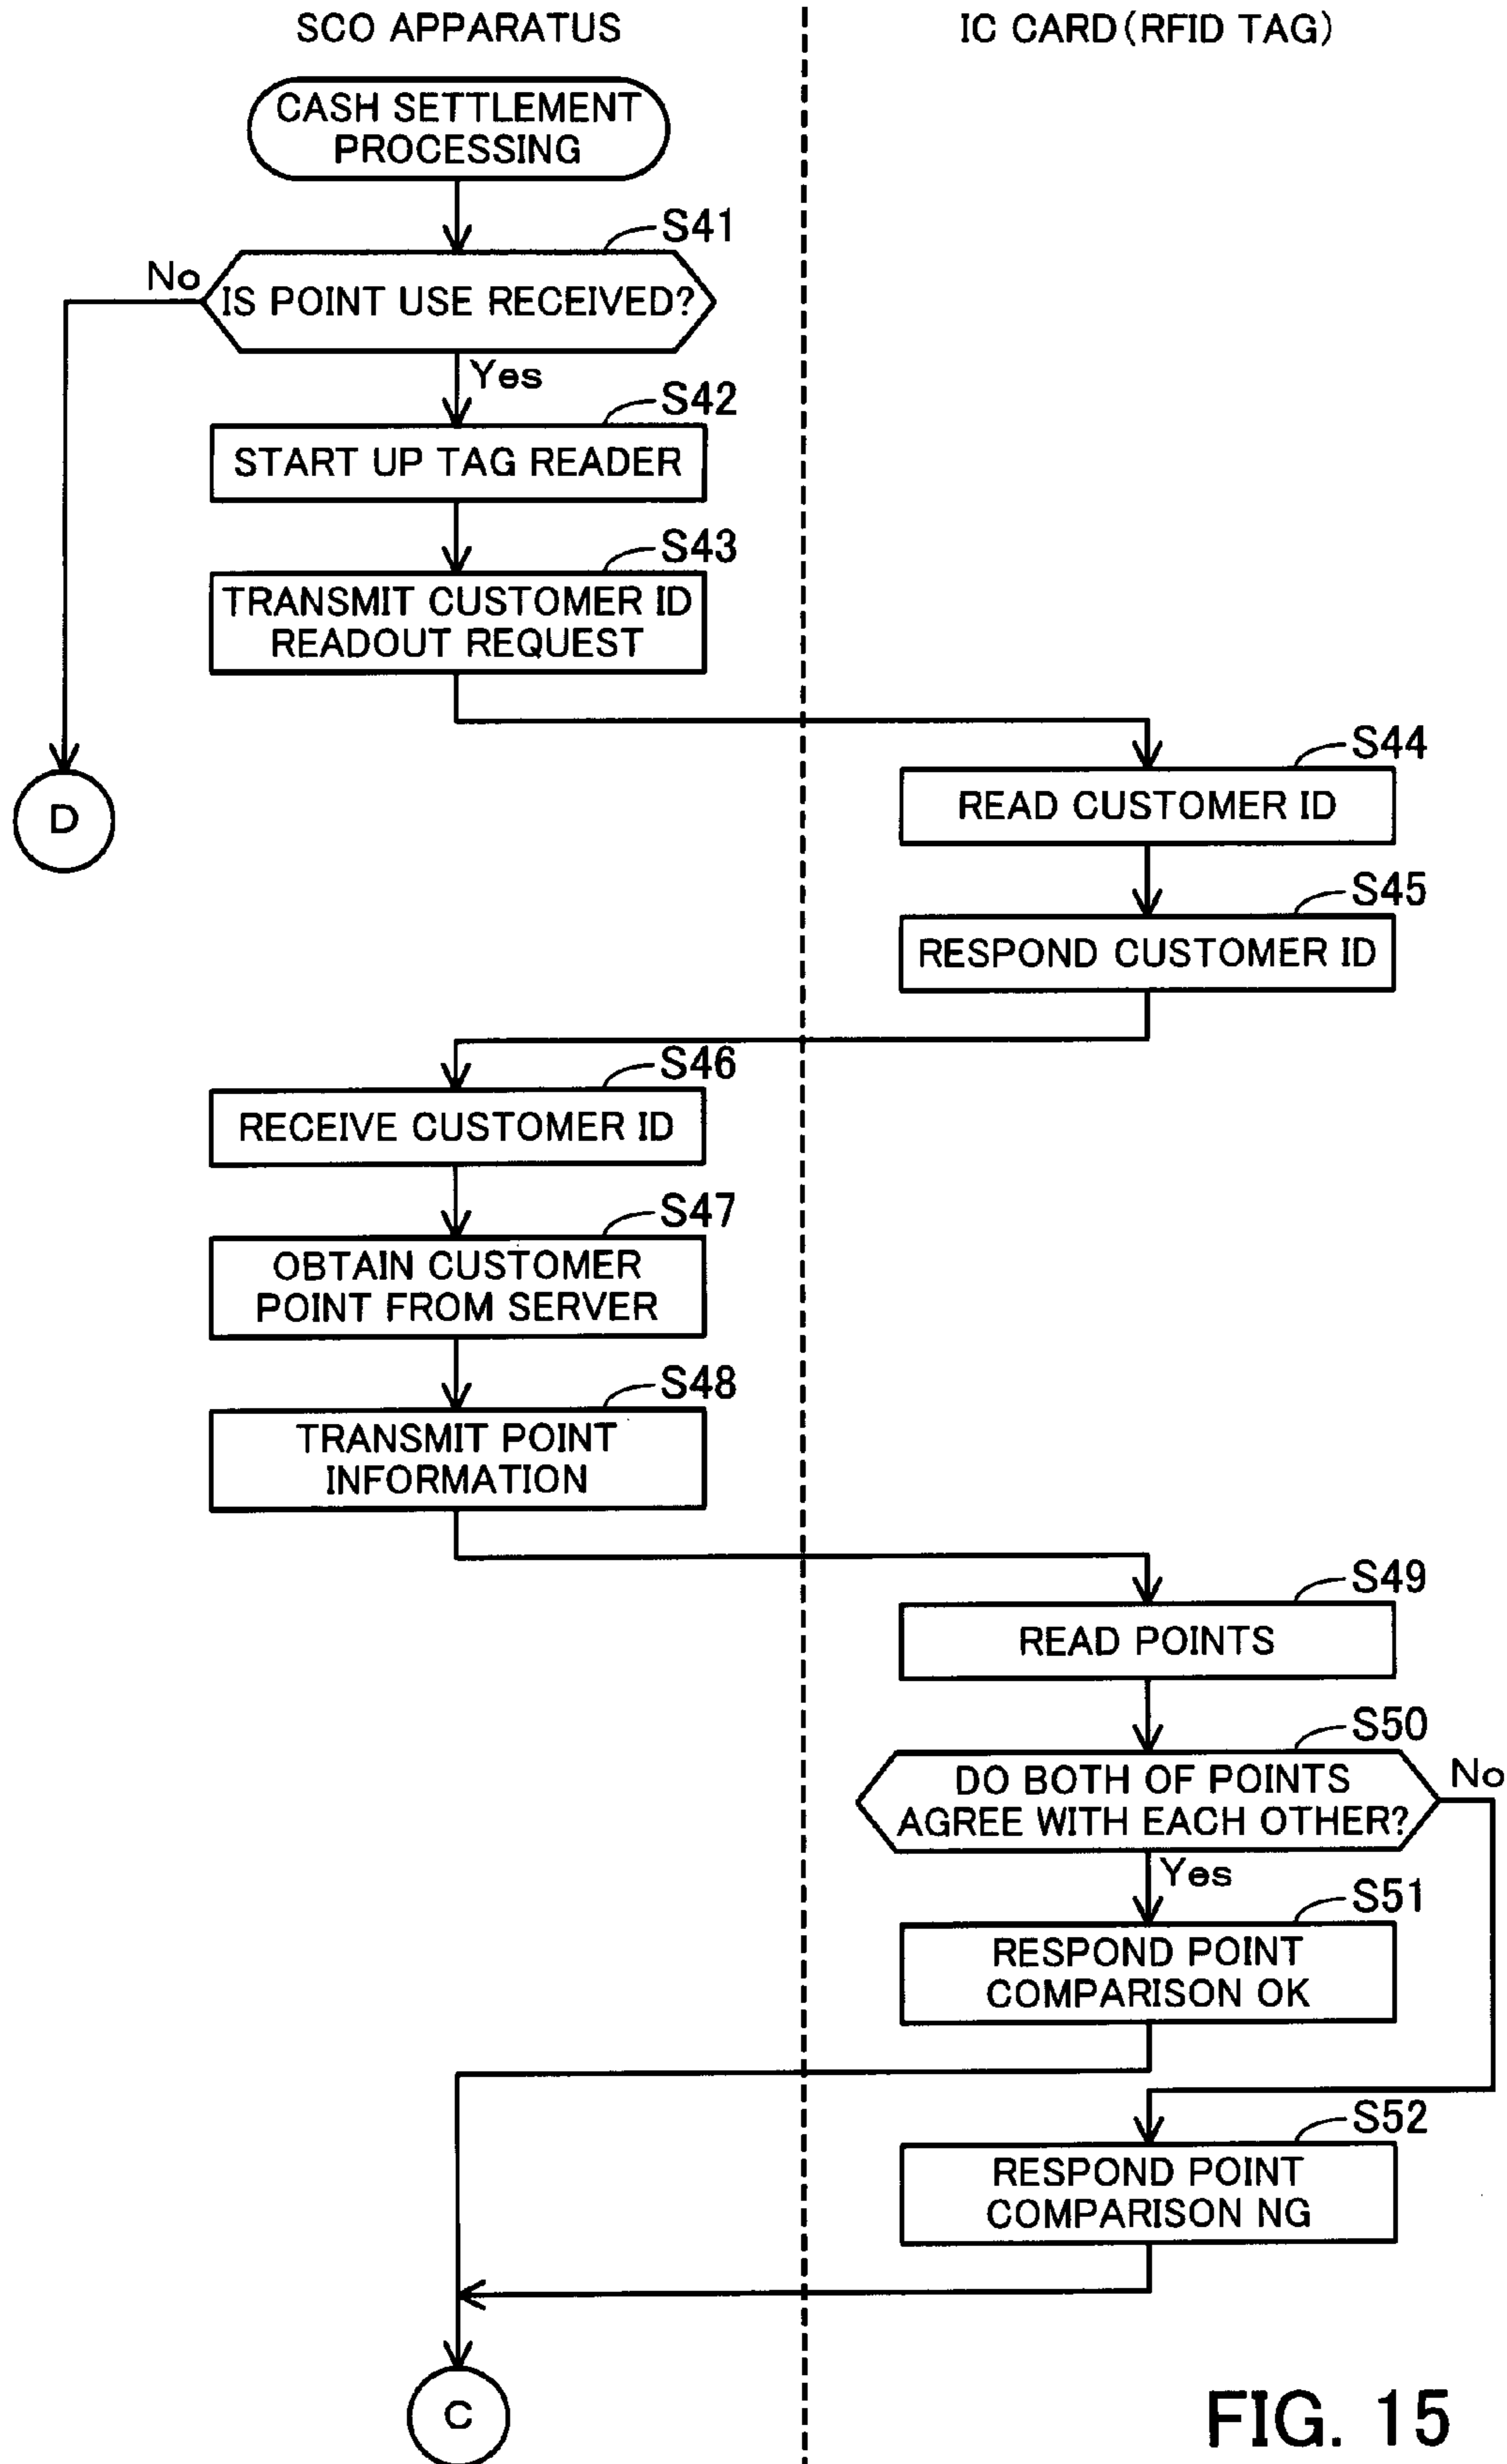 SCO APPARATUS
IC CARD(RFID TAG)
CASH SETTLEMENT
PROCESSING
S41
No
IS POINT USE RECEIVED?
Yes
S42
START UP TAG READER
S43
TRANSMIT CUSTOMER ID
READOUT REQUEST
S44
D
READ CUSTOMER ID
S45
RESPOND CUSTOMER ID
S46
RECEIVE CUSTOMER ID
S47
OBTAIN CUSTOMER
POINT FROM SERVER
S48
TRANSMIT POINT
INFORMATION
S49
READ POINTS
S50
DO BOTH OF POINTS
AGREE WITH EACH OTHER?
No
Yes
S51
RESPOND POINT
COMPARISON OK
S52
RESPOND POINT
COMPARISON NG
C
FIG. 15